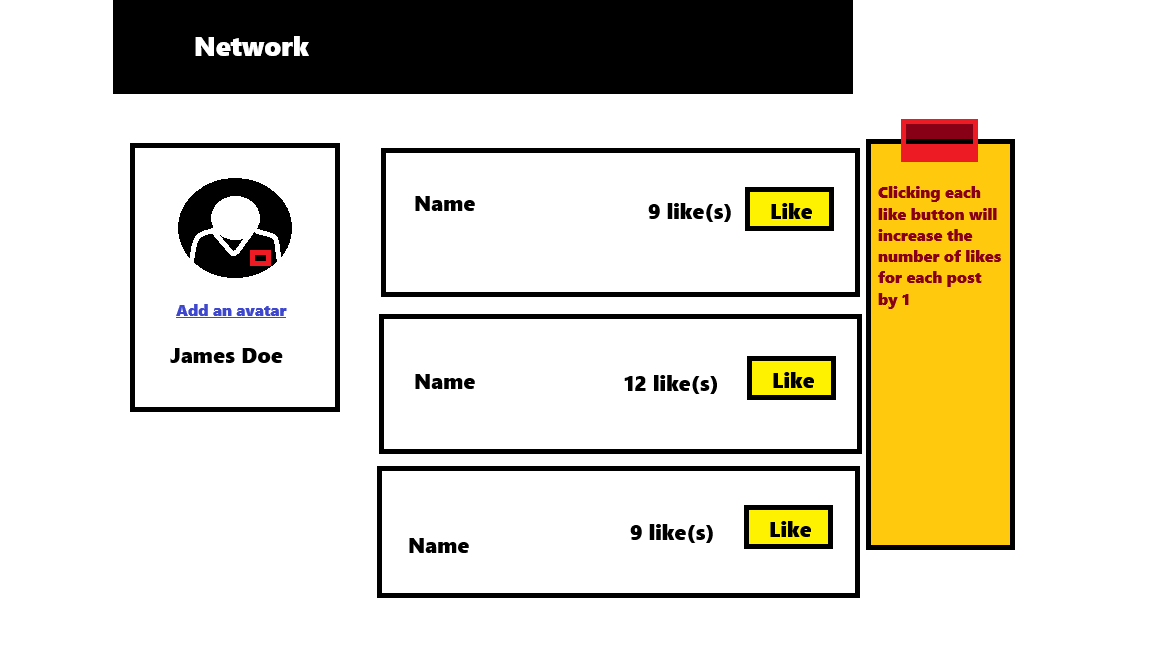 Network
Add an avatar
James Doe
Name
9 like(s)
Like
Name
12 like(s)
Like
Name
9 like(s)
Like
Clicking each
like button will
increase the
number of likes
for each post
by 1